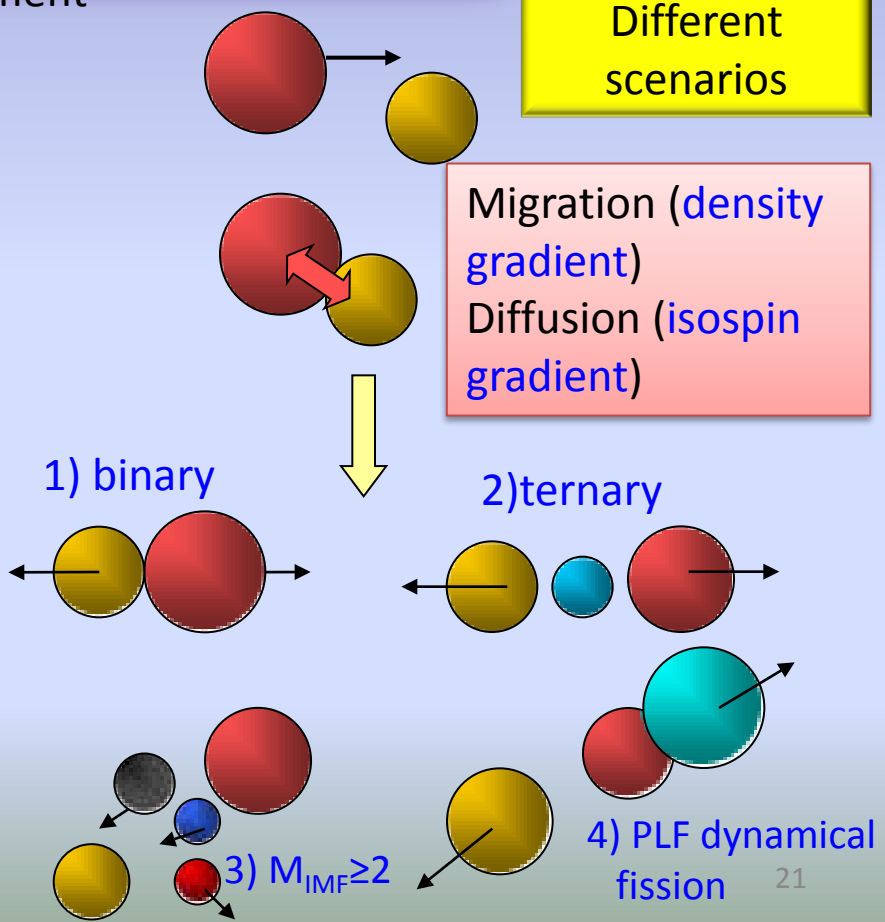 Different
scenarios
Migration (density
gradient)
Diffusion (isospin
gradient)
1) binary
2)ternary
3) M_IMF≥2
4) PLF dynamical
fission
21